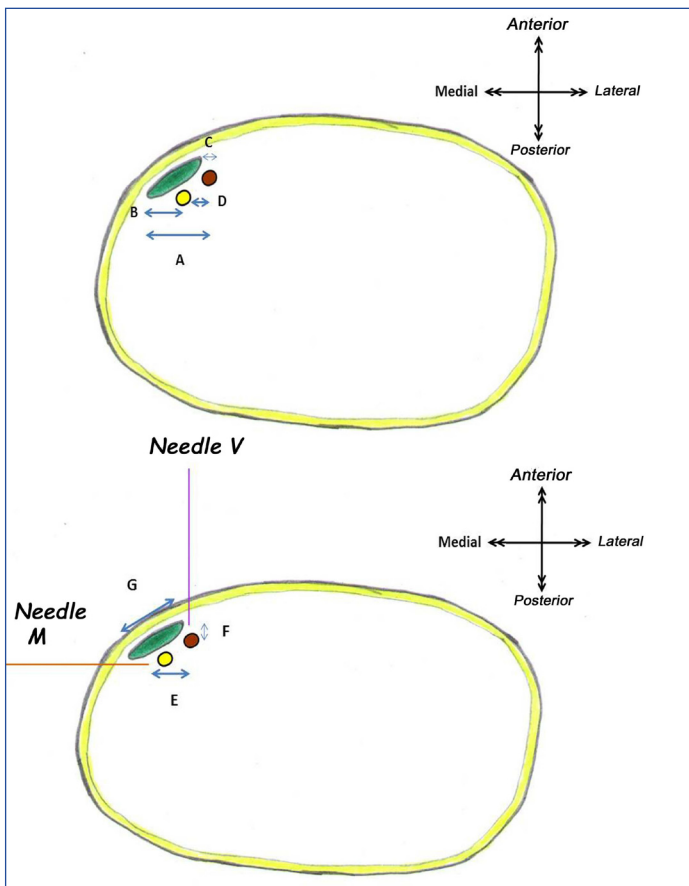 Anterior
Medial
Lateral
Posterior
C
B
D
A
Needle V
Anterior
Medial
Lateral
Posterior
G
Needle
M
F
E